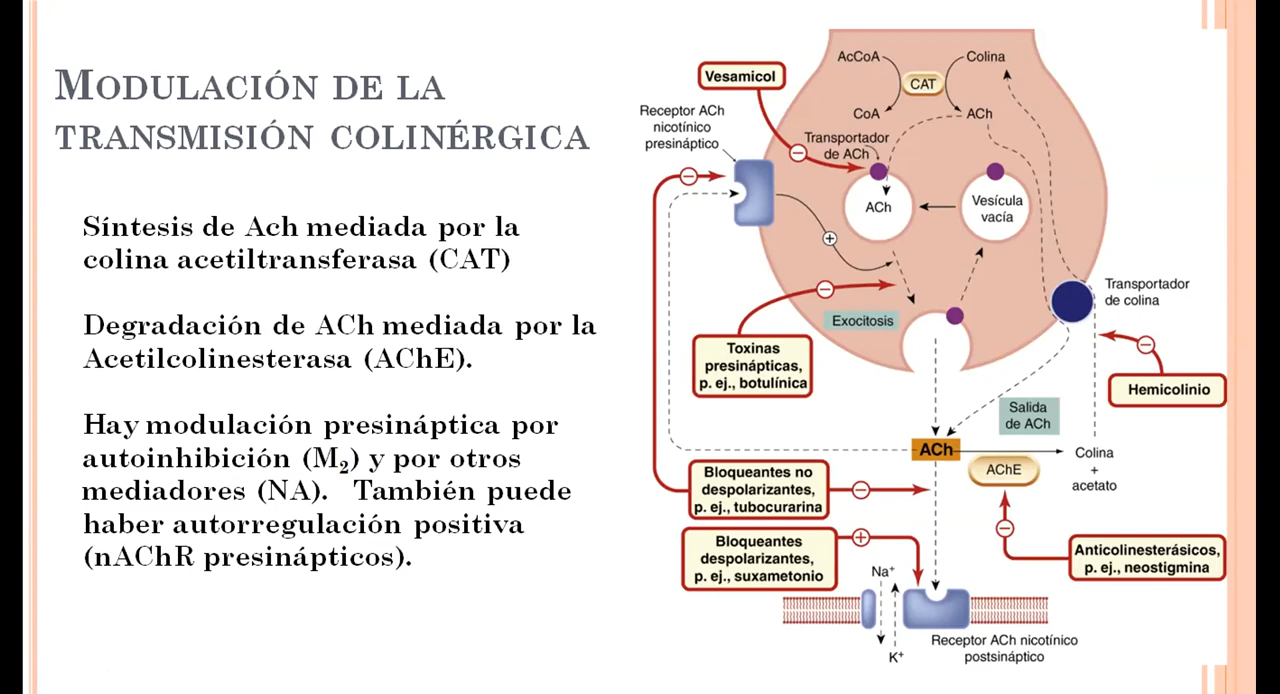 MODULACIÓN DE LA
TRANSMISIÓN COLINÉRGICA
Síntesis de Ach mediada por la
colina acetiltransferasa (CAT)
Degradación de ACh mediada por la
Acetilcolinesterasa (AChE).
Hay modulación presináptica por
autoinhibición (M₂) y por otros
mediadores (NA). También puede
haber autorregulación positiva
(nAChR presinápticos).
AcCoA
Colina
CAT
CoA
ACh
Vesamicol
Receptor ACh
nicotínico
presináptico
Transportador
de ACh
ACh
Vesícula
vacía
+
Exocitosis
Toxinas
presinápticas,
p. ej., botulínica
Transportador
de colina
Hemicolinio
Salida
de ACh
ACh
AChE
Colina
+
acetato
Bloqueantes no
despolarizantes,
p. ej., tubocurarina
Bloqueantes
despolarizantes,
p. ej., suxametonio
+
Anticolinesterásicos,
p. ej., neostigmina
Na⁺
K⁺
Receptor ACh nicotínico
postsináptico